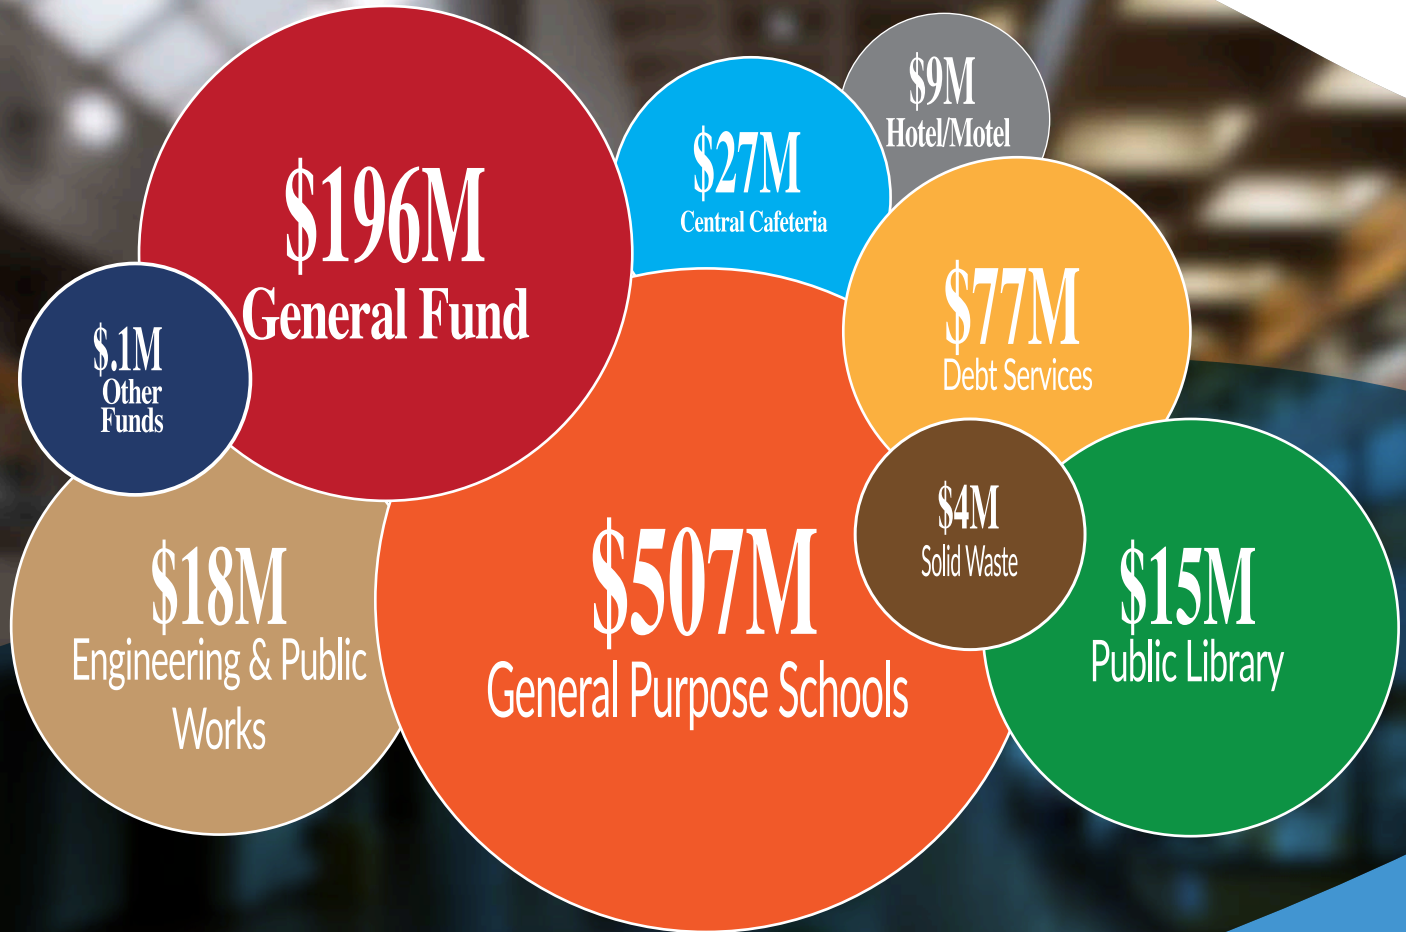 $9M
Hotel/Motel
$27M
Central Cafeteria
$196M
General Fund
$77M
Debt Services
$.1M
Other
Funds
$4M
Solid Waste
$18M
Engineering & Public
Works
$507M
General Purpose Schools
$15M
Public Library